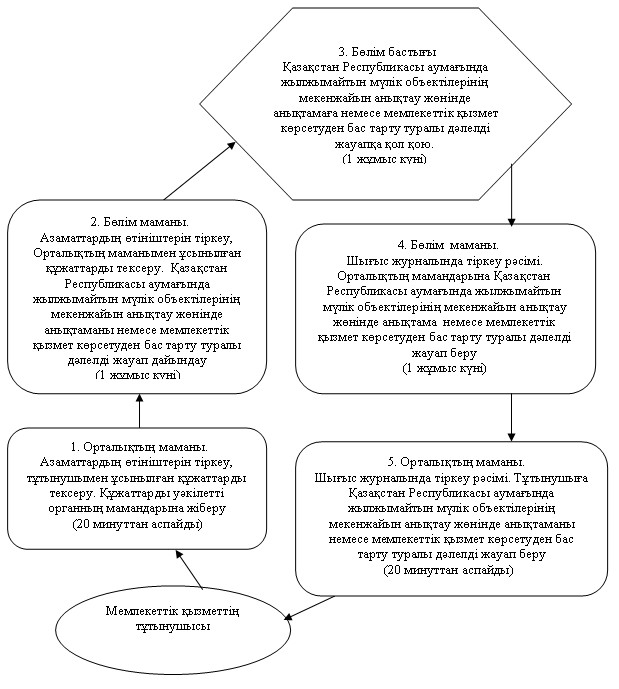 3. Бөлім бастығы
Қазақстан Республикасы аумағында
жылжымайтын мүлік объектілерінің
мекенжайын анықтау жөнінде
анықтамаға немесе мемлекеттік қызмет
көрсетуден бас тарту туралы дәлелді
жауапқа қол қою.
(1 жұмыс күні)
2. Бөлім маманы.
Азаматтардың өтініштерін тіркеу,
Орталықтың маманымен ұсынылған
құжаттарды тексеру. Қазақстан
Республикасы аумағында
жылжымайтын мүлік объектілерінің
мекенжайын анықтау жөнінде
анықтаманы немесе мемлекеттік
қызмет көрсетуден бас тарту туралы
дәлелді жауап дайындау
(1 жұмыс күні)
1. Орталықтың маманы.
Азаматтардың өтініштерін тіркеу,
тұтынушымен ұсынылған құжаттарды
тексеру. Құжаттарды уәкілетті
органның мамандарына жіберу
(20 минуттан аспайды)
4. Бөлім маманы.
Шығыс журналында тіркеу рәсімі.
Орталықтың мамандарына Қазақстан
Республикасы аумағында жылжымайтын
мүлік объектілерінің мекенжайын анықтау
жөнінде анықтама немесе мемлекеттік
қызмет көрсетуден бас тарту туралы дәлелді
жауап беру
(1 жұмыс күні)
5. Орталықтың маманы.
Шығыс журналында тіркеу рәсімі. Тұтынушыға
Қазақстан Республикасы аумағында
жылжымайтын мүлік объектілерінің
мекенжайын анықтау жөнінде анықтаманы
немесе мемлекеттік қызмет көрсетуден бас
тарту туралы дәлелді жауап беру
(20 минуттан аспайды)
Мемлекеттік қызметтің
тұтынушысы